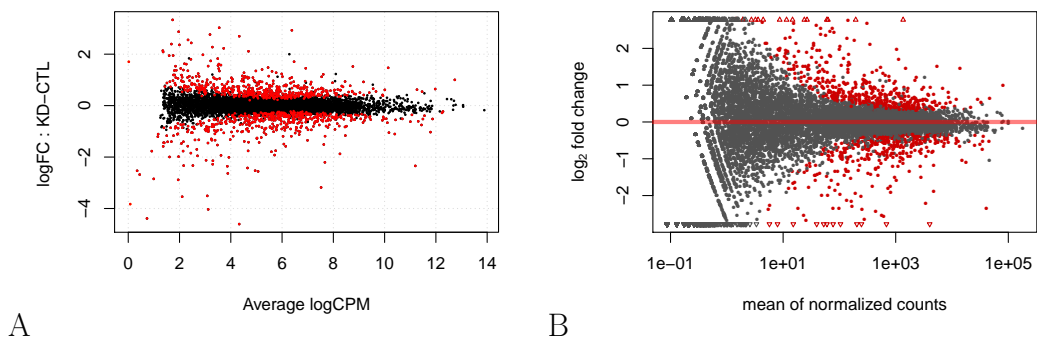 2
0
−2
−4
logFC : KD−CTL
0 2 4 6 8 10 12 14
Average logCPM
A
2
1
0
−1
−2
log2 fold change
1e−01 1e+01 1e+03 1e+05
mean of normalized counts
B